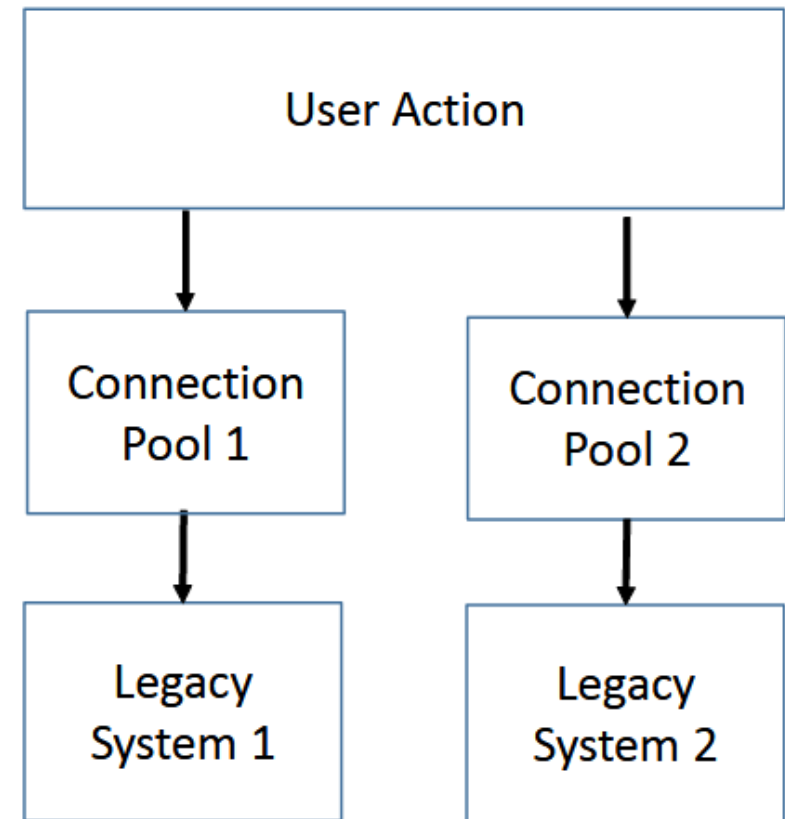 User Action
Connection
Pool 1
Connection
Pool 2
Legacy
System 1
Legacy
System 2